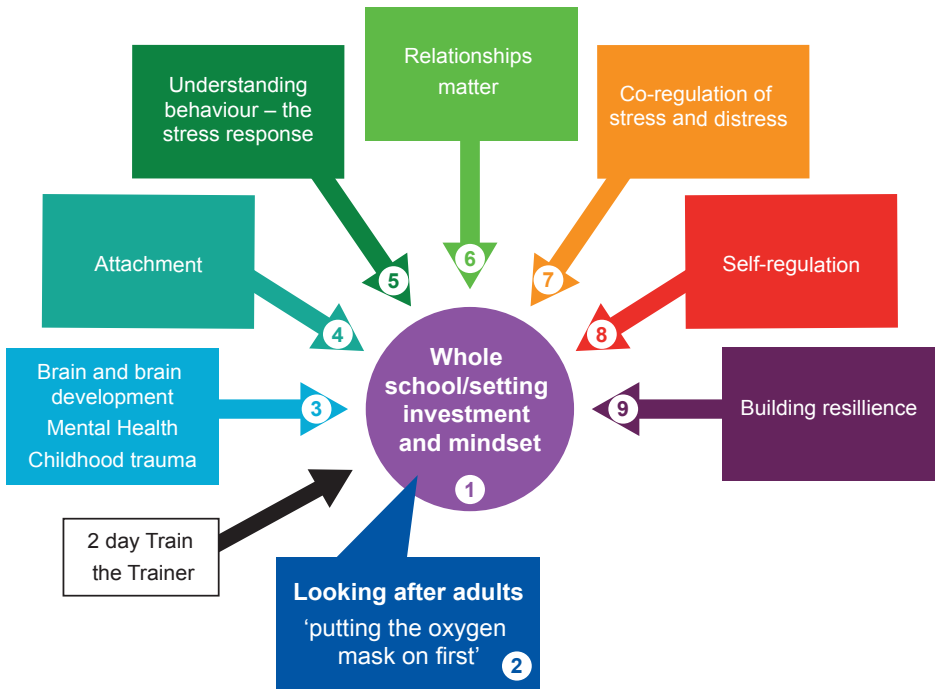 Whole
school/setting
investment
and mindset
1
Looking after adults
‘putting the oxygen
mask on first’
2
2 day Train
the Trainer
Brain and brain
development
Mental Health
Childhood trauma
3
Attachment
4
Understanding
behaviour – the
stress response
5
Relationships
matter
6
Co-regulation of
stress and distress
7
Self-regulation
8
Building resillience
9